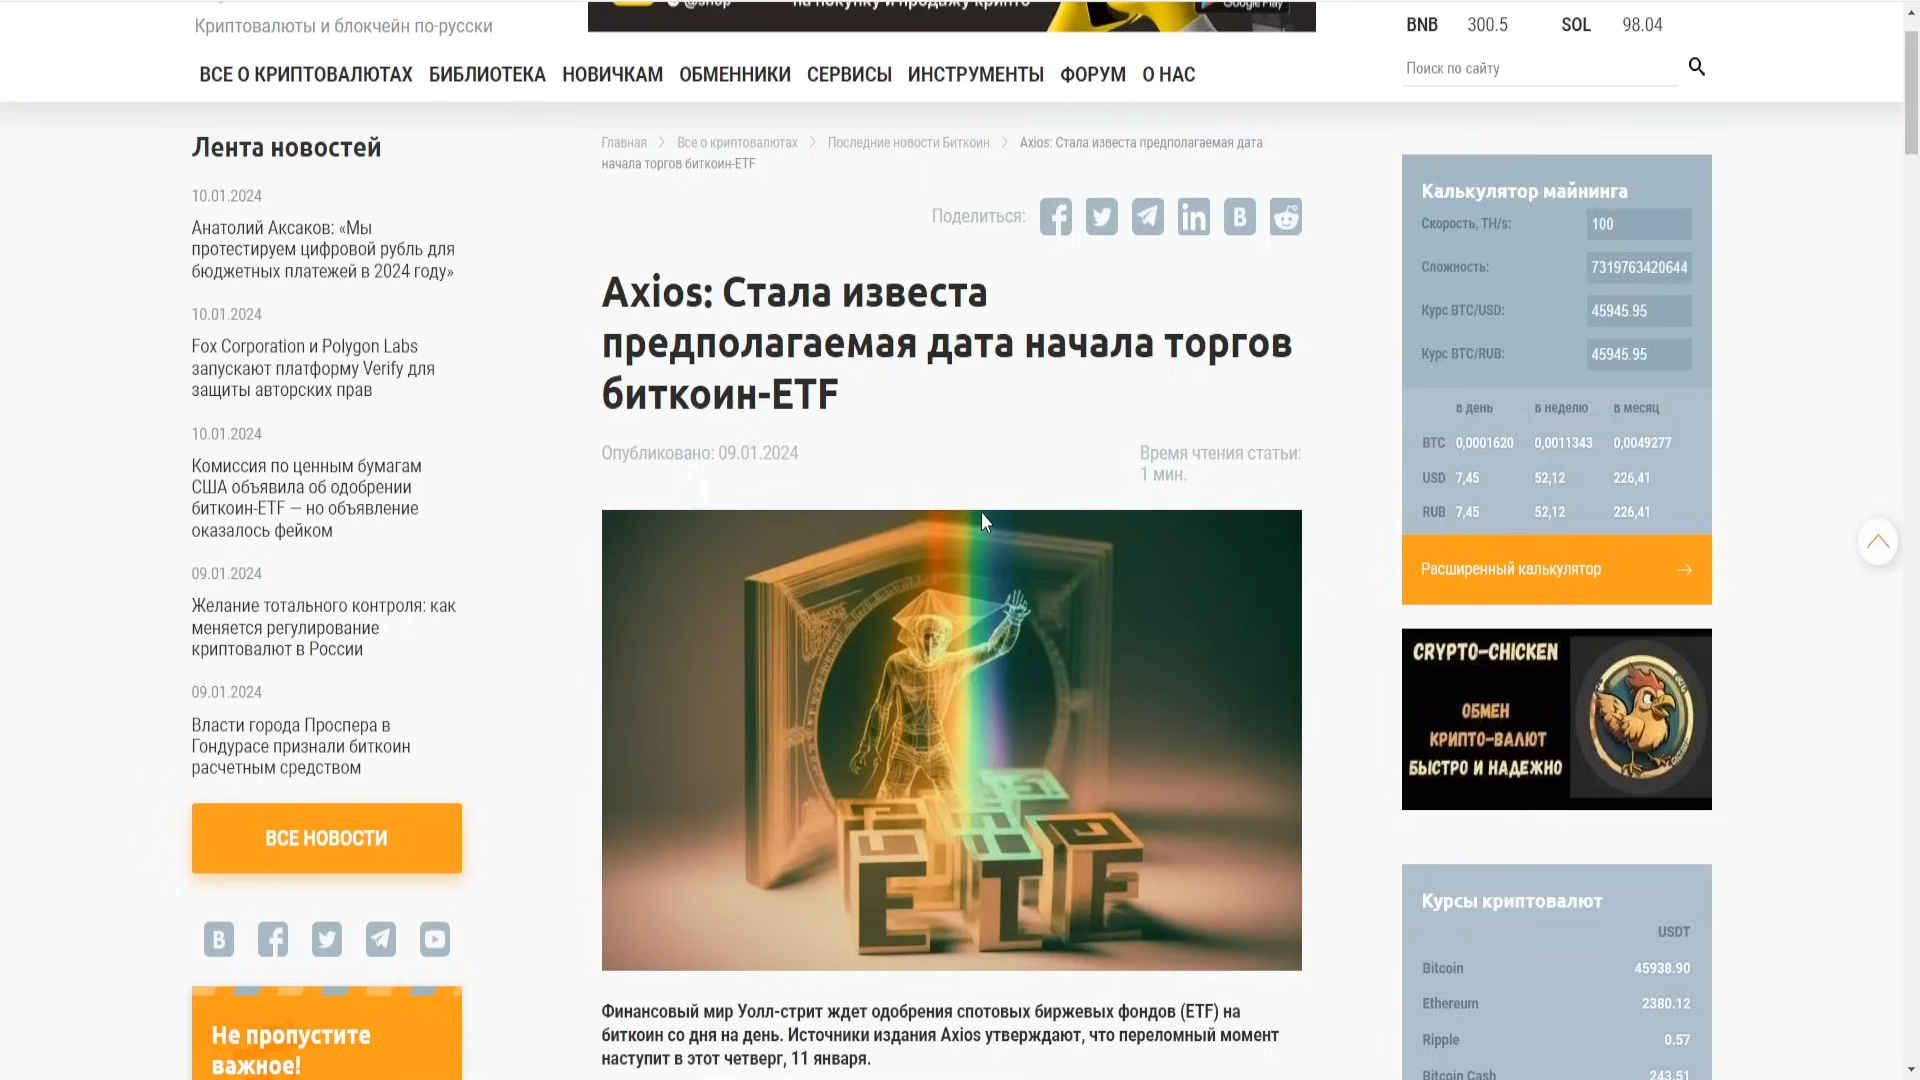 @shop
на покупку и продажу крипто
Google Play
Криптовалюты и блокчейн по-русски
BNB 300.5 SOL 98.04
ВСЕ О КРИПТОВАЛЮТАХ БИБЛИОТЕКА НОВИЧКАМ ОБМЕННИКИ СЕРВИСЫ ИНСТРУМЕНТЫ ФОРУМ О НАС
Поиск по сайту
Лента новостей
10.01.2024
Анатолий Аксаков: «Мы
протестируем цифровой рубль для
бюджетных платежей в 2024 году»
10.01.2024
Fox Corporation и Polygon Labs
запускают платформу Verify для
защиты авторских прав
10.01.2024
Комиссия по ценным бумагам
США объявила об одобрении
биткоин-ETF — но объявление
оказалось фейком
09.01.2024
Желание тотального контроля: как
меняется регулирование
криптовалют в России
09.01.2024
Власти города Проспера в
Гондурасе признали биткоин
расчетным средством
ВСЕ НОВОСТИ
Не пропустите
важное!
Главная Все о криптовалютах Последние новости Биткоин Axios: Стала известа предполагаемая дата
начала торгов биткоин-ETF
Поделиться:
Axios: Стала известа
предполагаемая дата начала торгов
биткоин-ETF
Опубликовано: 09.01.2024
Время чтения статьи:
1 мин.
ETF
Финансовый мир Уолл-стрит ждет одобрения спотовых биржевых фондов (ETF) на
биткоин со дня на день. Источники издания Axios утверждают, что переломный момент
наступит в этот четверг, 11 января.
Калькулятор майнинга
Скорость, TH/s: 100
Сложность: 7319763420644
Курс BTC/USD: 45945.95
Курс BTC/RUB: 45945.95
в день в неделю в месяц
BTC 0,0001620 0,0011343 0,0049277
USD 7,45 52,12 226,41
RUB 7,45 52,12 226,41
Расширенный калькулятор
CRYPTO-CHICKEN
ОБМЕН
КРИПТО-ВАЛЮТ
БЫСТРО И НАДЕЖНО
Курсы криптовалют
USDT
Bitcoin 45938.90
Ethereum 2380.12
Ripple 0.57
Bitcoin Cash 243.51